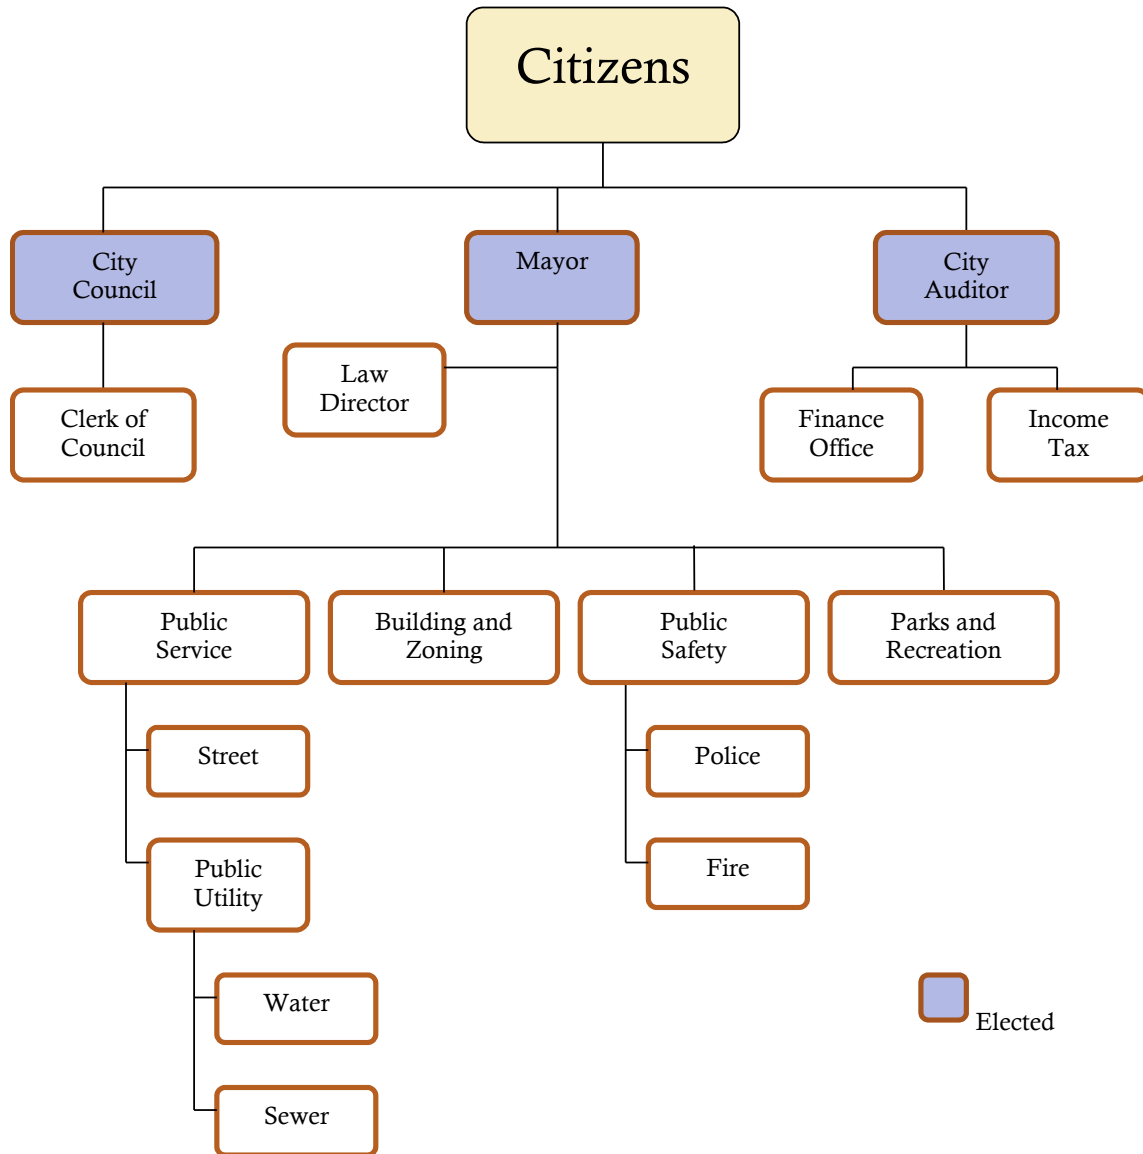 Citizens
City
Council
Mayor
City
Auditor
Law
Director
Clerk of
Council
Finance
Office
Income
Tax
Public
Service
Building and
Zoning
Public
Safety
Parks and
Recreation
Street
Police
Public
Utility
Fire
Water
Elected
Sewer